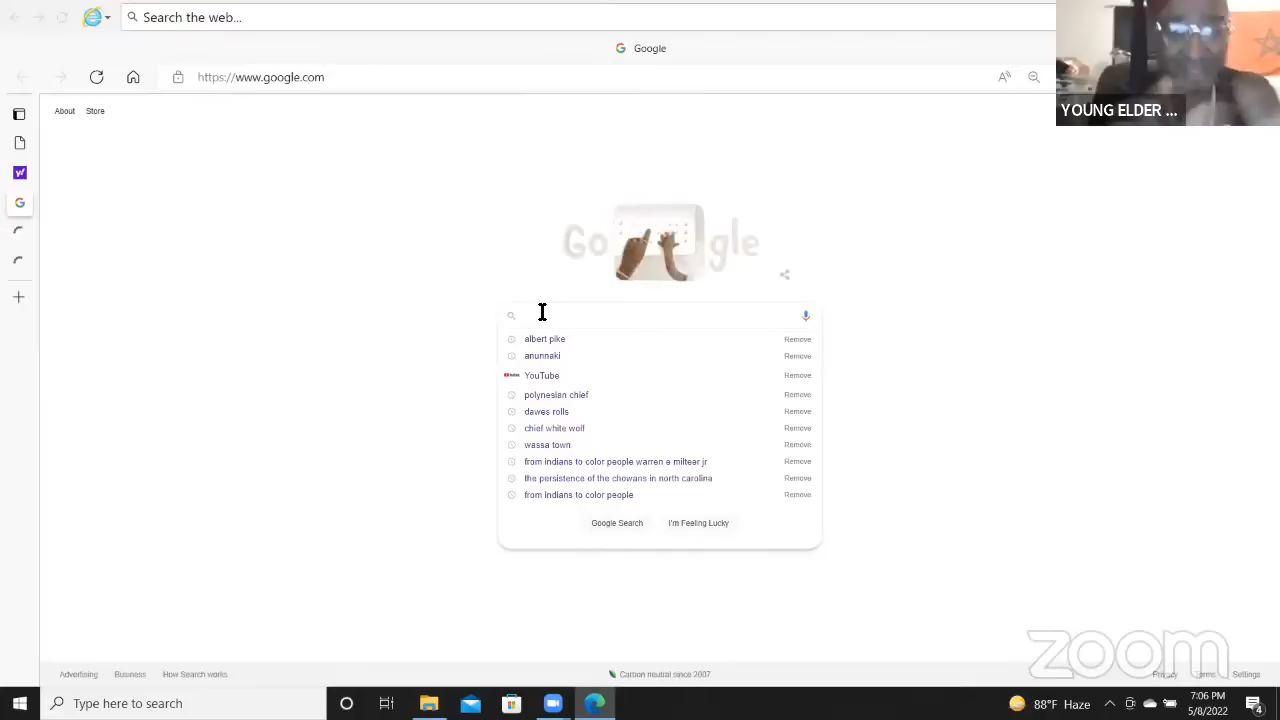 Search the web...
Google
https://www.google.com
YOUNG ELDER ...
About Store
Go gle
albert pike Remove
anunnaki Remove
YouTube Remove
polynesian chief Remove
dawes rolls Remove
chief white wolf Remove
wassa town Remove
from indians to color people warren e milteer jr Remove
the persistence of the chowans in north carolina Remove
from indians to color people Remove
Google Search I'm Feeling Lucky
zoom
Advertising Business How Search works Carbon neutral since 2007 Privacy Terms Settings
Type here to search
88°F Haze
7:06 PM
5/8/2022
4